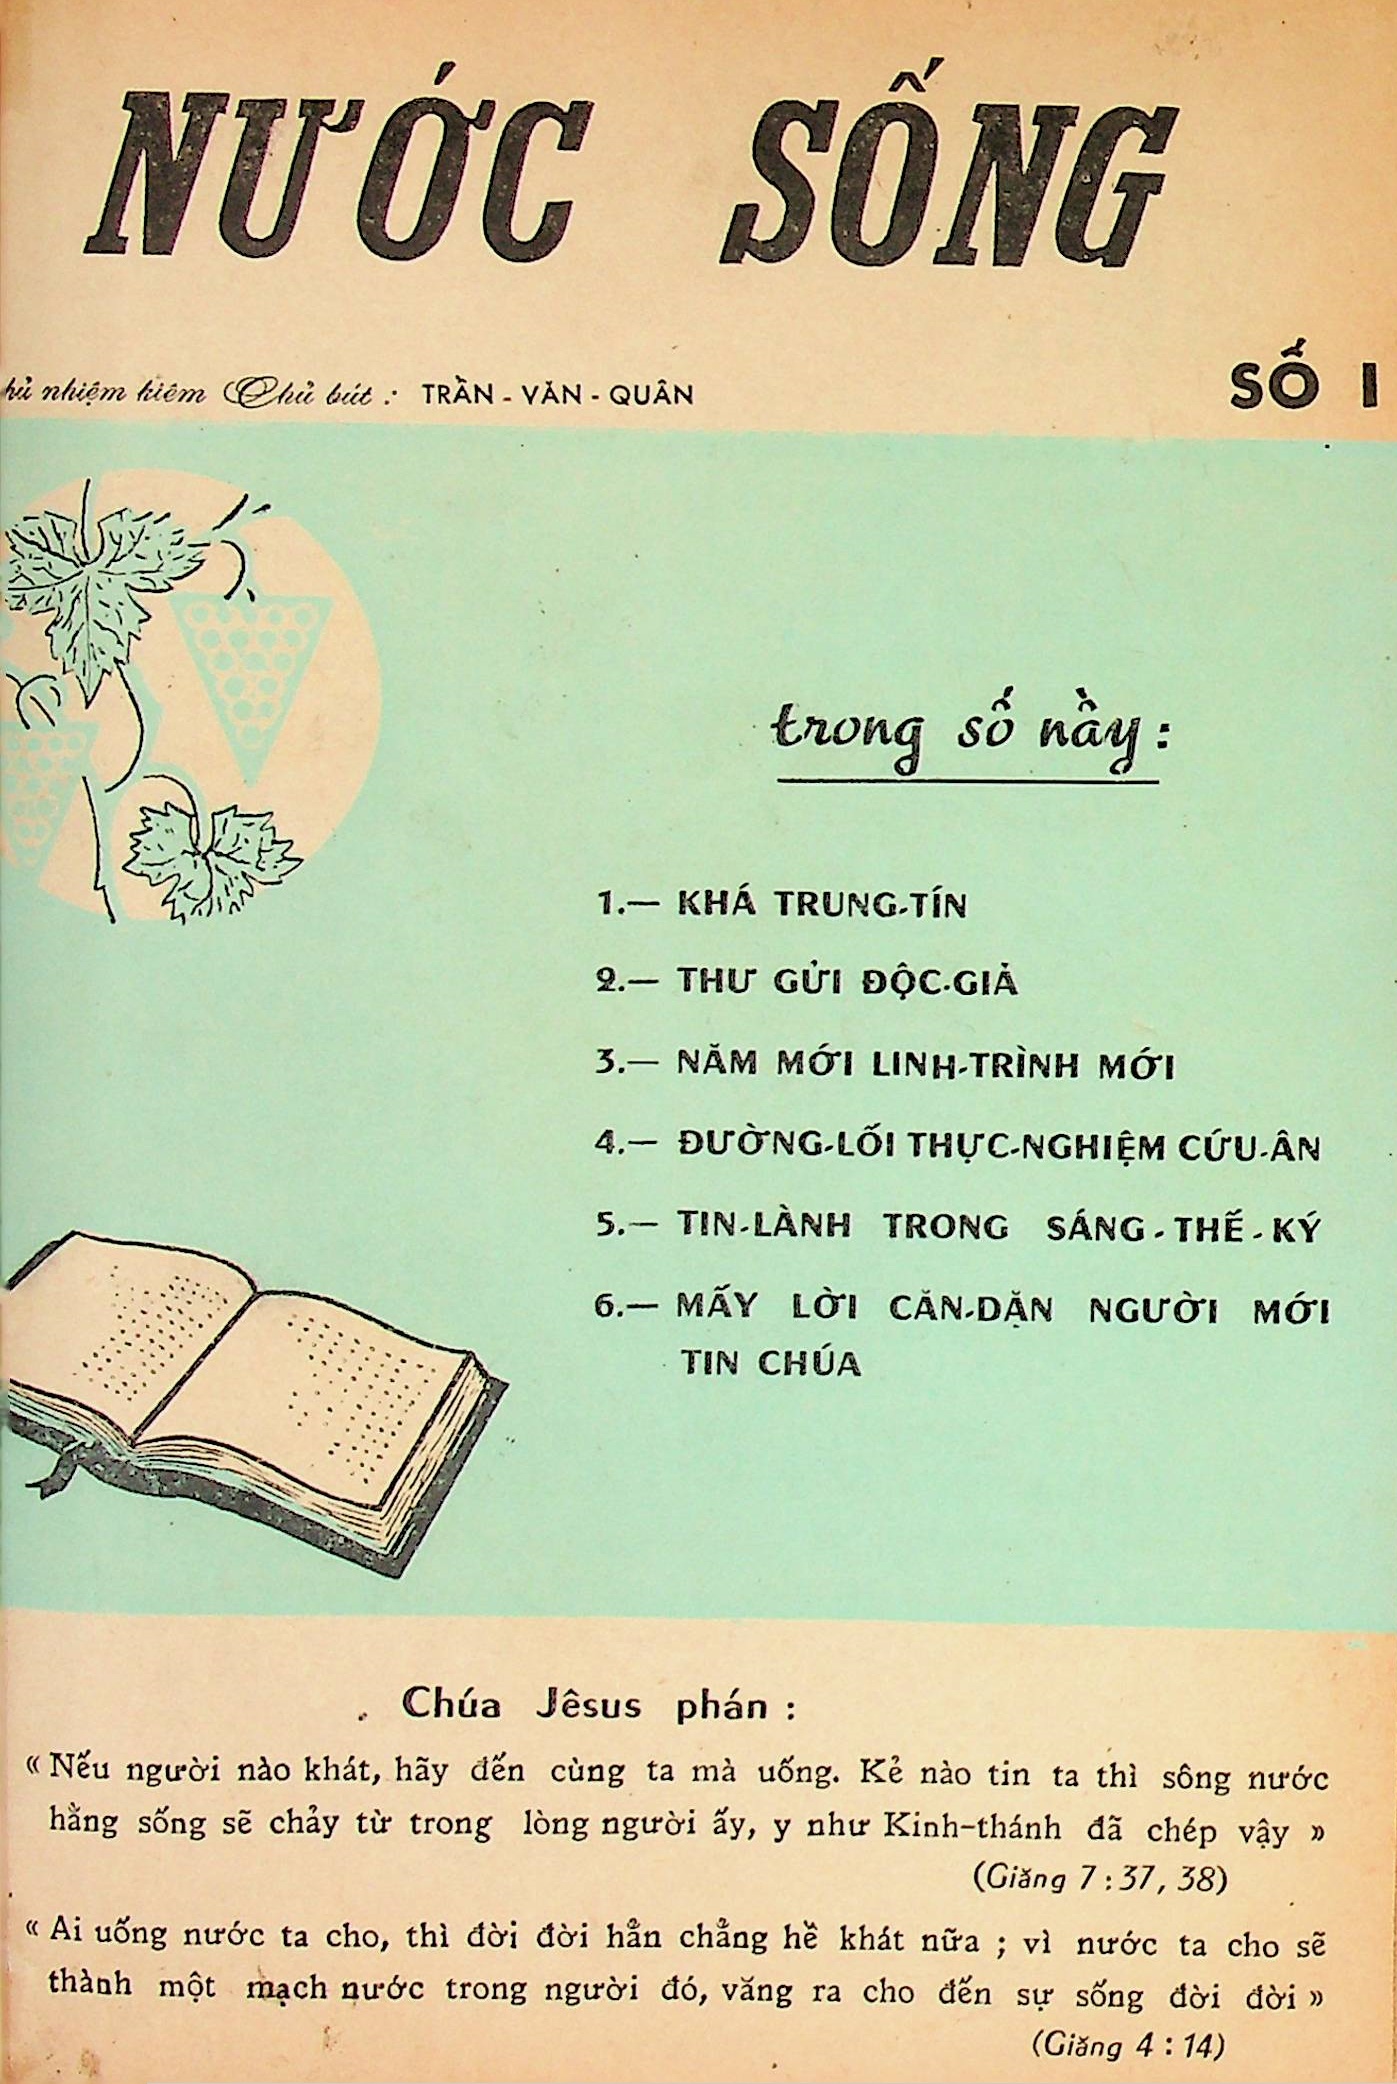 NƯỚC SỐNG
hủ nhiệm kiêm Chủ bút : TRẦN - VĂN - QUÂN
SỐ 1
trong số nầy :
1.— KHÁ TRUNG-TÍN
2.— THƯ GỬI ĐỘC-GIẢ
3.— NĂM MỚI LINH-TRÌNH MỚI
4.— ĐƯỜNG-LỐI THỰC-NGHIỆM CỨU-ÂN
5.— TIN-LÀNH TRONG SÁNG-THẾ-KÝ
6.— MẤY LỜI CĂN-DẶN NGƯỜI MỚI
TIN CHÚA
Chúa Jêsus phán :
« Nếu người nào khát, hãy đến cùng ta mà uống. Kẻ nào tin ta thì sông nước
hằng sống sẽ chảy từ trong lòng người ấy, y như Kinh-thánh đã chép vậy »
(Giăng 7 : 37, 38)
« Ai uống nước ta cho, thì đời đời hẳn chẳng hề khát nữa ; vì nước ta cho sẽ
thành một mạch nước trong người đó, văng ra cho đến sự sống đời đời »
(Giăng 4 : 14)